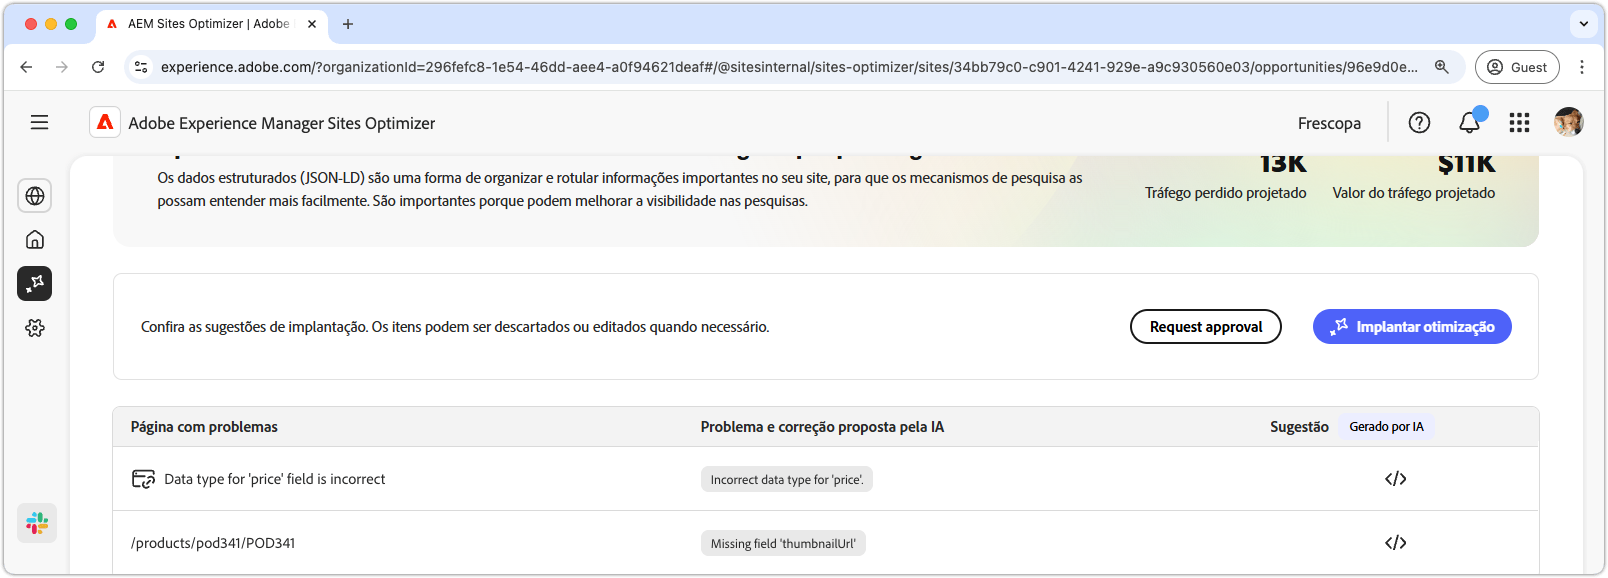 AEM Sites Optimizer | Adobe
experience.adobe.com/?organizationId=296fefc8-1e54-46dd-aee4-a0f94621deaf#/@sitesinternal/sites-optimizer/sites/34bb79c0-c901-4241-929e-a9c930560e03/opportunities/96e9d0e...
Guest
Adobe Experience Manager Sites Optimizer
Frescopa
Os dados estruturados (JSON-LD) são uma forma de organizar e rotular informações importantes no seu site, para que os mecanismos de pesquisa as
possam entender mais facilmente. São importantes porque podem melhorar a visibilidade nas pesquisas.
13K
Tráfego perdido projetado
$11K
Valor do tráfego projetado
Confira as sugestões de implantação. Os itens podem ser descartados ou editados quando necessário.
Request approval
Implantar otimização
Página com problemas
Problema e correção proposta pela IA
Sugestão
Gerado por IA
Data type for 'price' field is incorrect
Incorrect data type for 'price'.
/products/pod341/POD341
Missing field 'thumbnailUrl'